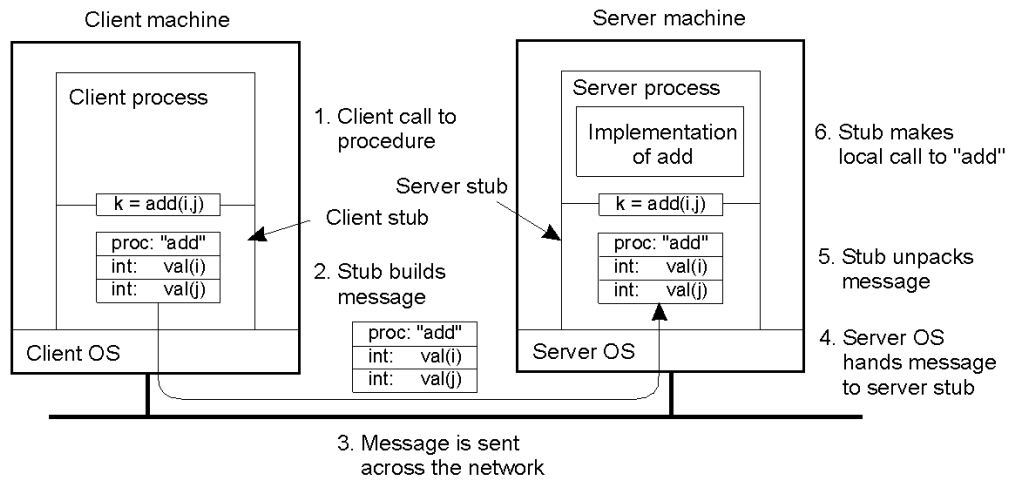 Client machine
Server machine
Client process
1. Client call to
procedure
Server process
Implementation
of add
6. Stub makes
local call to "add"
Server stub
k = add(i,j)
Client stub
k = add(i,j)
proc: "add"
int: val(i)
int: val(j)
2. Stub builds
message
proc: "add"
int: val(i)
int: val(j)
proc: "add"
int: val(i)
int: val(j)
5. Stub unpacks
message
Client OS
Server OS
4. Server OS
hands message
to server stub
3. Message is sent
across the network